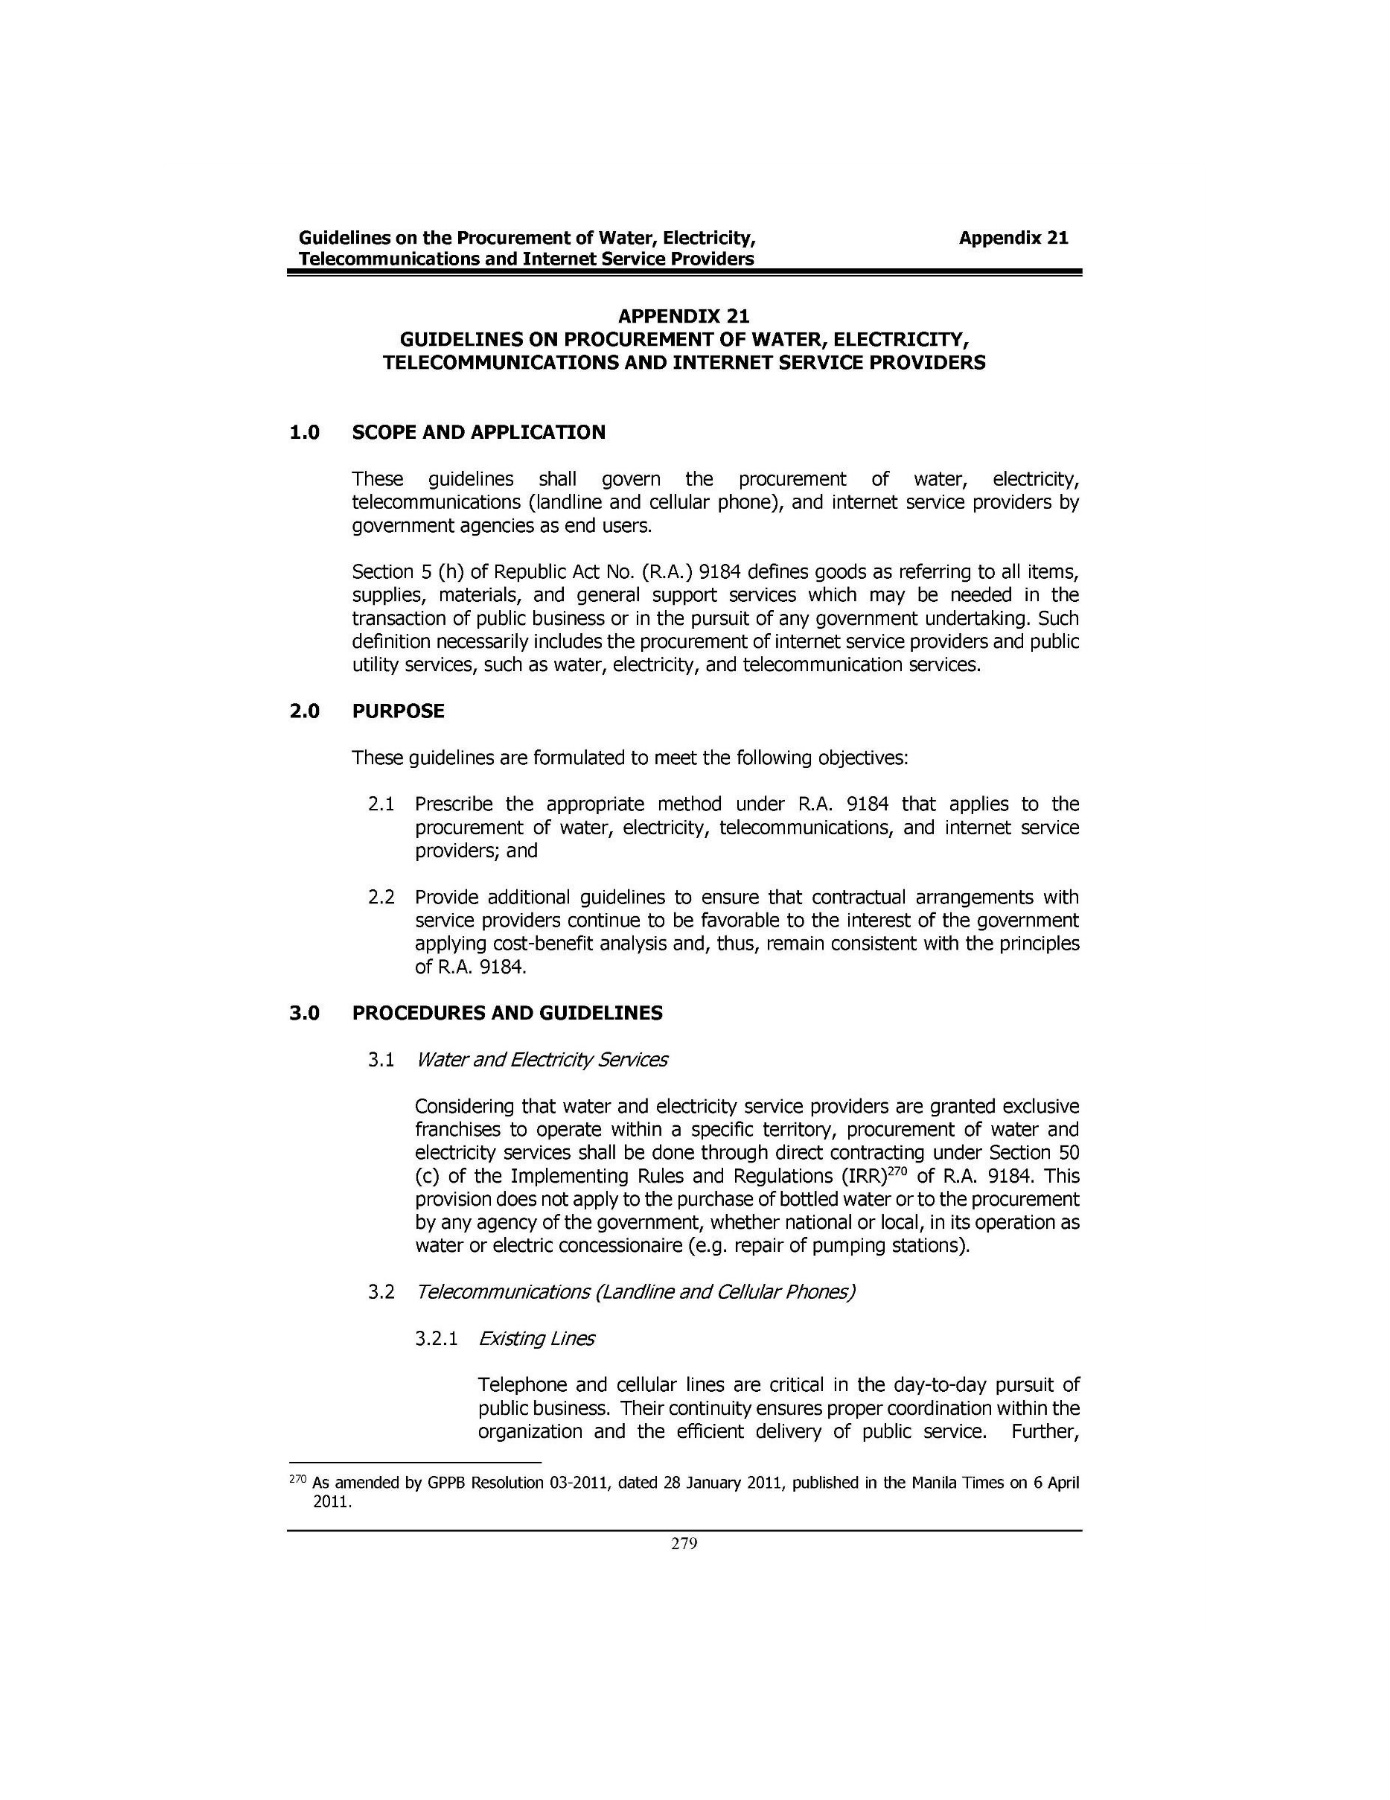 Guidelines on the Procurement of Water, Electricity, Appendix 21
Telecommunications and Internet Service Providers
APPENDIX 21
GUIDELINES ON PROCUREMENT OF WATER, ELECTRICITY,
TELECOMMUNICATIONS AND INTERNET SERVICE PROVIDERS
1.0 SCOPE AND APPLICATION
These guidelines shall govern the procurement of water, electricity,
telecommunications (landline and cellular phone), and internet service providers by
government agencies as end users.
Section 5 (h) of Republic Act No. (R.A.) 9184 defines goods as referring to all items,
supplies, materials, and general support services which may be needed in the
transaction of public business or in the pursuit of any government undertaking. Such
definition necessarily includes the procurement of internet service providers and public
utility services, such as water, electricity, and telecommunication services.
2.0 PURPOSE
These guidelines are formulated to meet the following objectives:
2.1 Prescribe the appropriate method under R.A. 9184 that applies to the
procurement of water, electricity, telecommunications, and internet service
providers; and
2.2 Provide additional guidelines to ensure that contractual arrangements with
service providers continue to be favorable to the interest of the government
applying cost-benefit analysis and, thus, remain consistent with the principles
of R.A. 9184.
3.0 PROCEDURES AND GUIDELINES
3.1 Water and Electricity Services
Considering that water and electricity service providers are granted exclusive
franchises to operate within a specific territory, procurement of water and
electricity services shall be done through direct contracting under Section 50
(c) of the Implementing Rules and Regulations (IRR)270 of R.A. 9184. This
provision does not apply to the purchase of bottled water or to the procurement
by any agency of the government, whether national or local, in its operation as
water or electric concessionaire (e.g. repair of pumping stations).
3.2 Telecommunications (Landline and Cellular Phones)
3.2.1 Existing Lines
Telephone and cellular lines are critical in the day-to-day pursuit of
public business. Their continuity ensures proper coordination within the
organization and the efficient delivery of public service. Further,
270 As amended by GPPB Resolution 03-2011, dated 28 January 2011, published in the Manila Times on 6 April
2011.
279